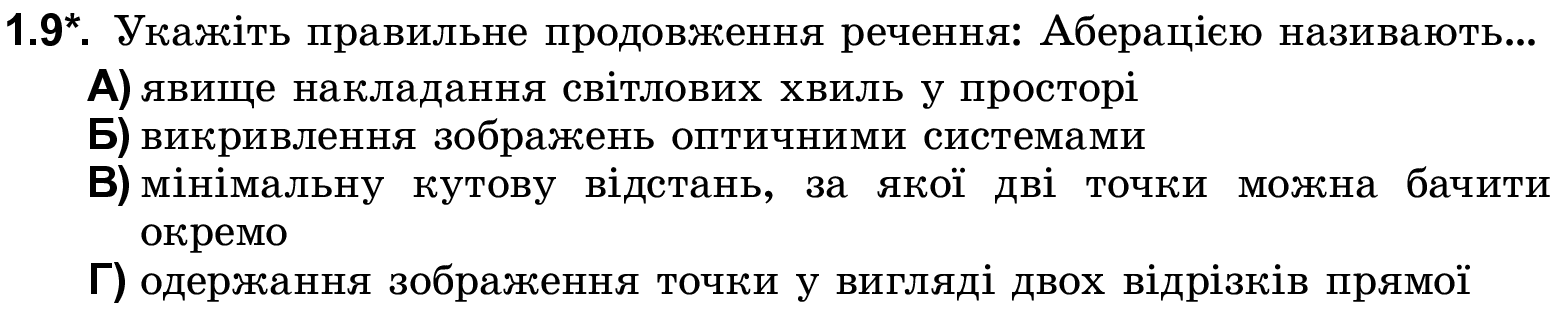 1.9*. Укажіть правильне продовження речення: Аберацією називають...
А) явище накладання світлових хвиль у просторі
Б) викривлення зображень оптичними системами
В) мінімальну кутову відстань, за якої дві точки можна бачити
окремо
Г) одержання зображення точки у вигляді двох відрізків прямої